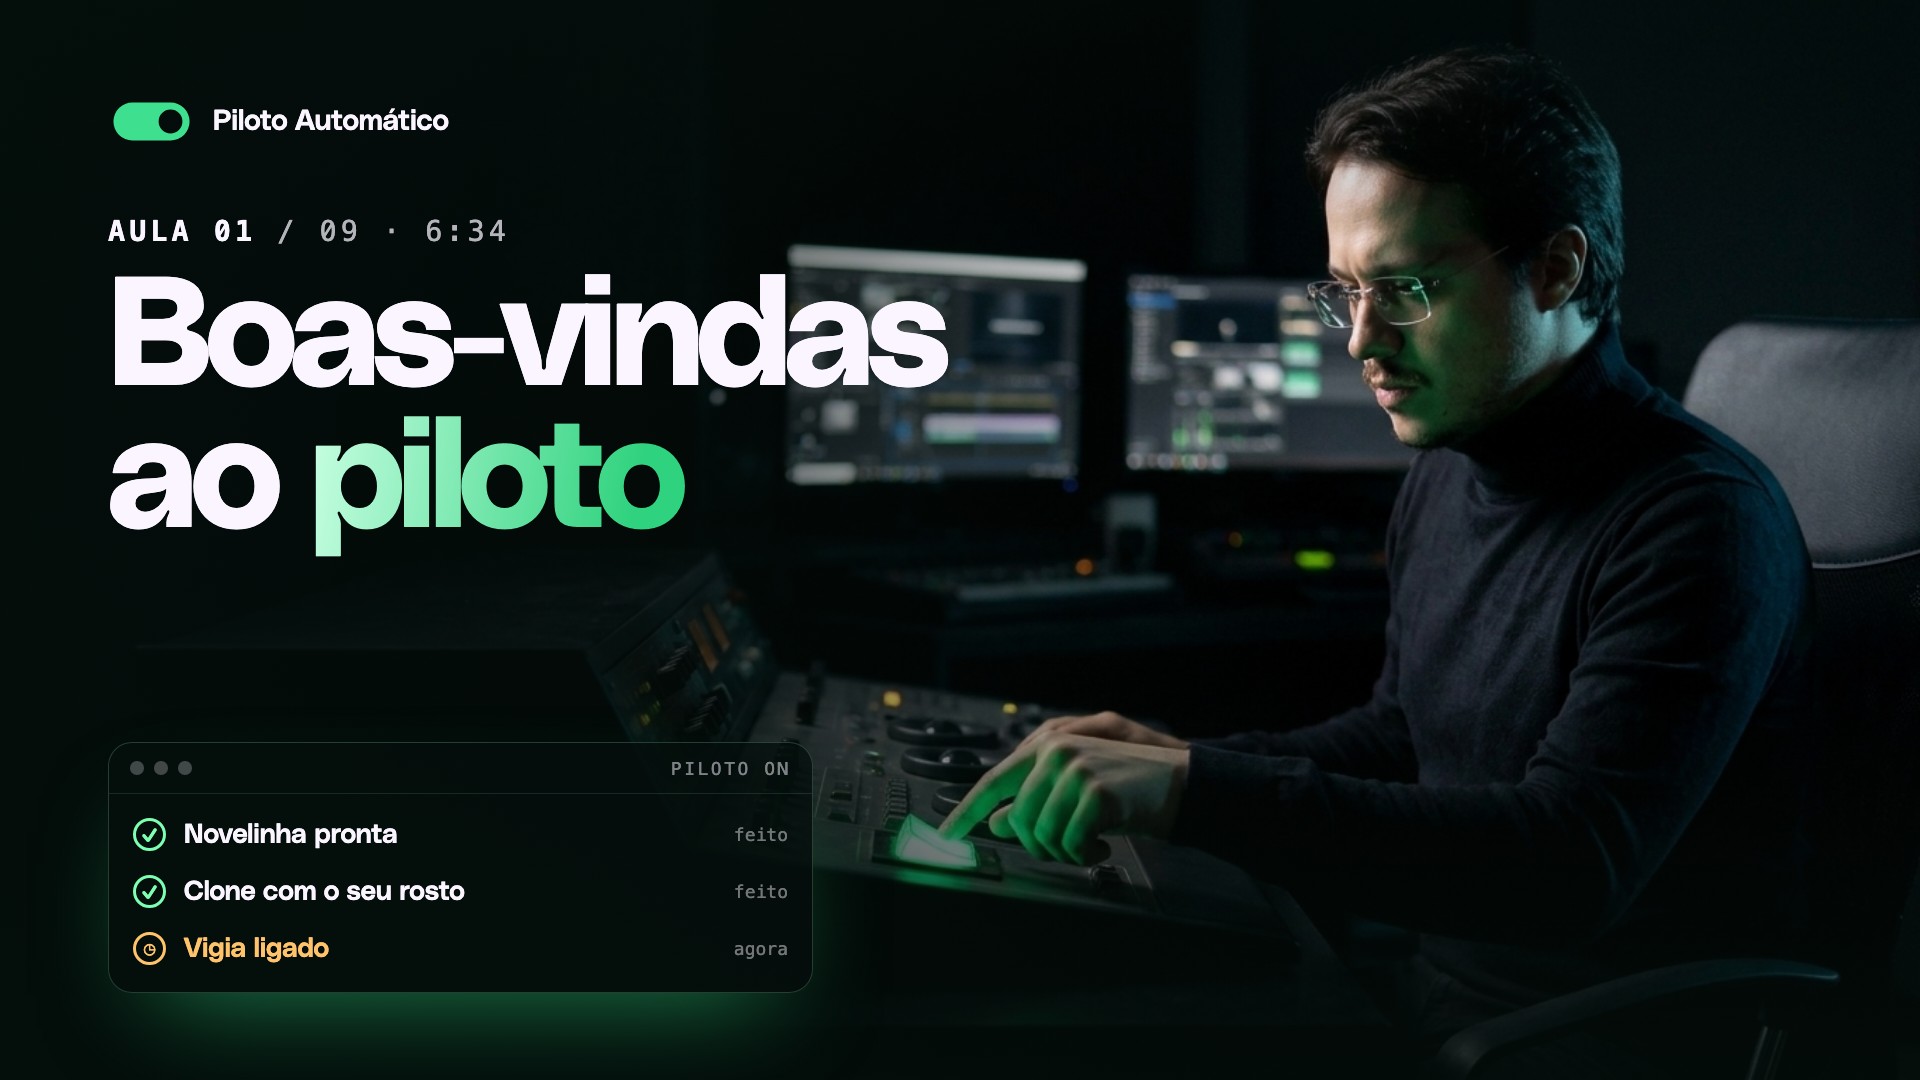 Piloto Automático
AULA 01 / 09 · 6:34
Boas-vindas
ao piloto
PILOTO ON
Novelinha pronta feito
Clone com o seu rosto feito
Vigia ligado agora